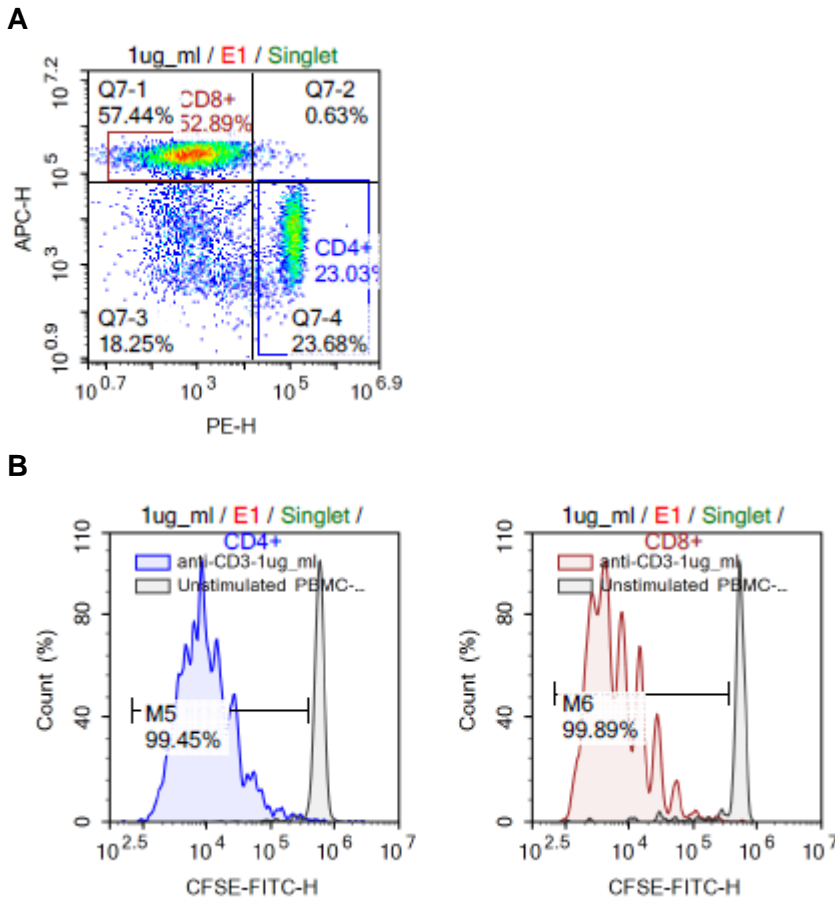 A
1ug_ml / E1 / Singlet
Q7-1
57.44%
CD8+
52.89%
Q7-2
0.63%
CD4+
23.03%
Q7-3
18.25%
Q7-4
23.68%
APC-H
10^7.2
10^5
10^3
10^0.9
10^0.7
10^3
10^5
10^6.9
PE-H
B
1ug_ml / E1 / Singlet /
CD4+
anti-CD3-1ug_ml
Unstimulated PBMC-...
M5
99.45%
Count (%)
110
80
40
0
10^2.5
10^4
10^5
10^6
10^7
CFSE-FITC-H
1ug_ml / E1 / Singlet /
CD8+
anti-CD3-1ug_ml
Unstimulated PBMC-...
M6
99.89%
Count (%)
110
80
40
0
10^2.5
10^4
10^5
10^6
10^7
CFSE-FITC-H